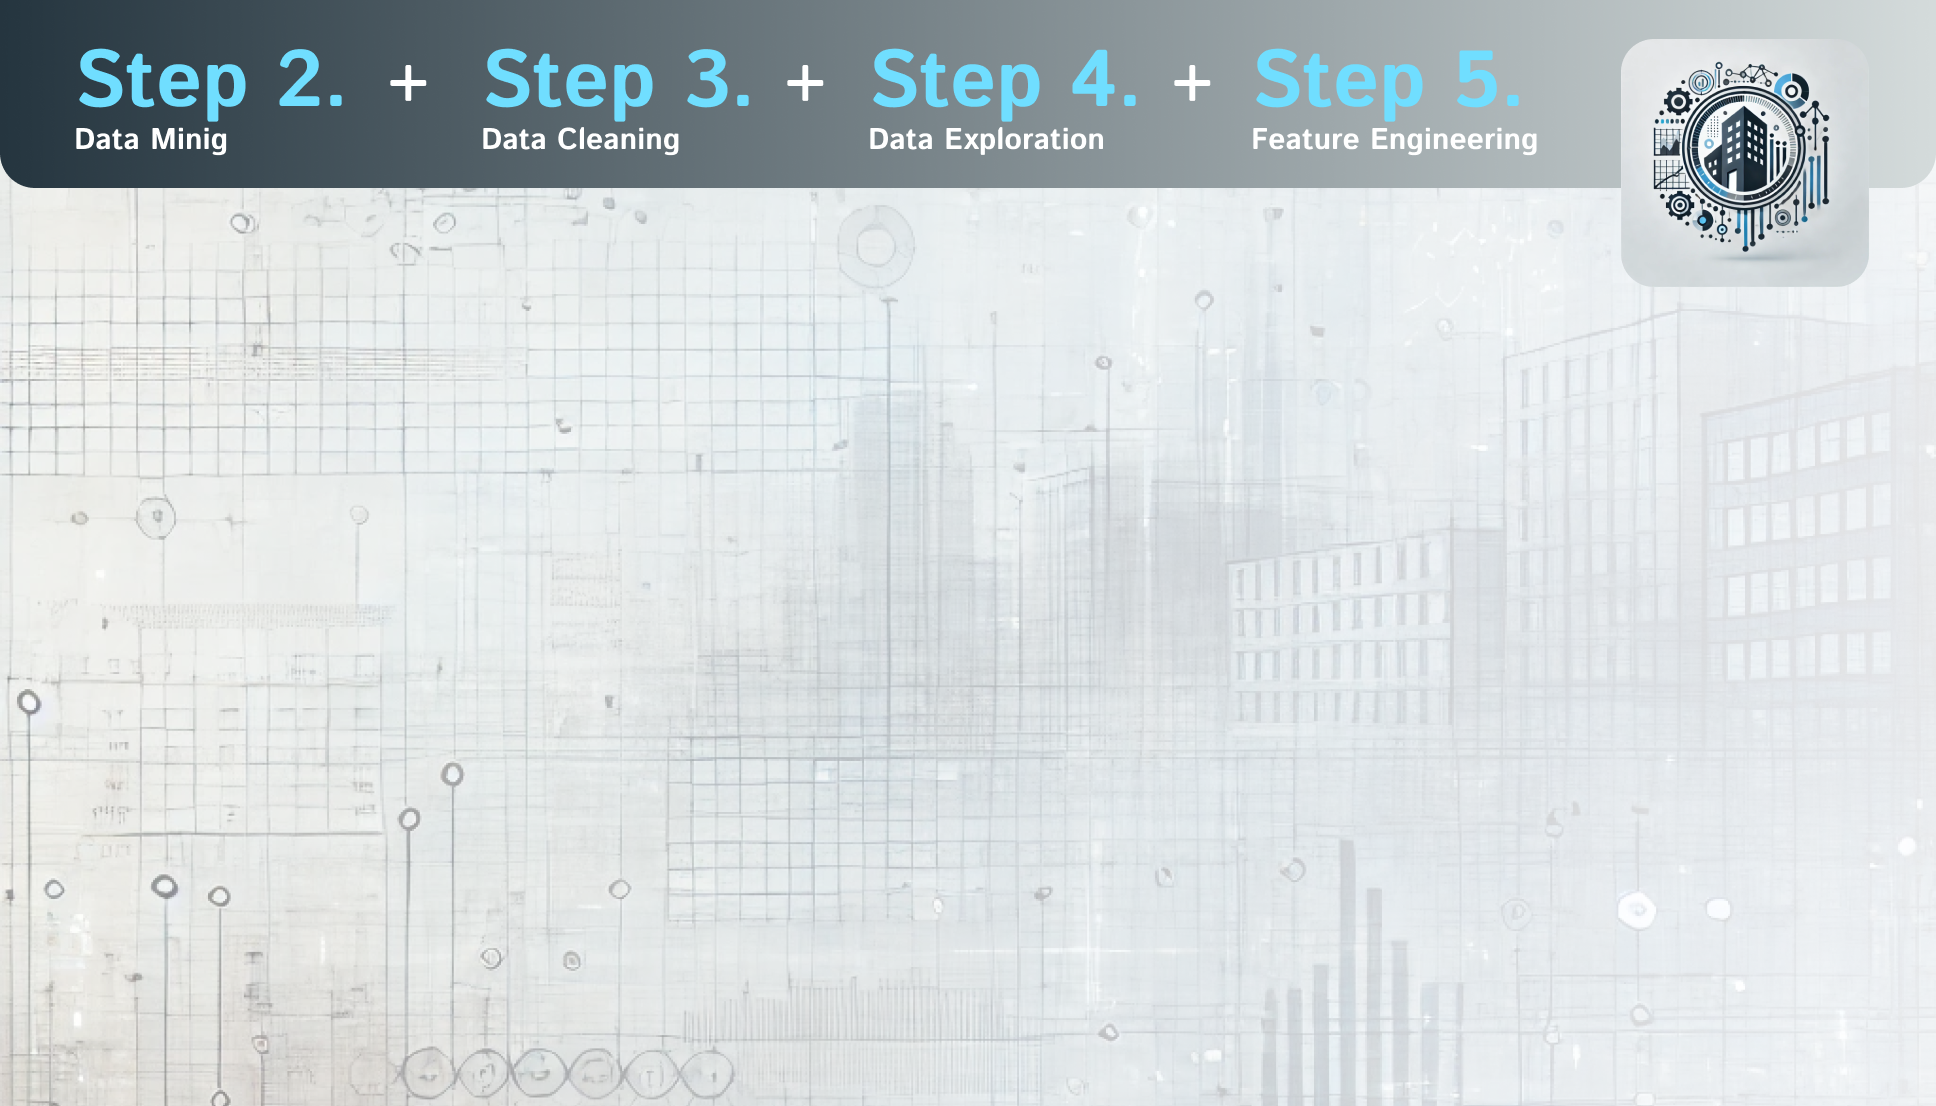 Step 2. + Step 3. + Step 4. + Step 5.
Data Minig Data Cleaning Data Exploration Feature Engineering